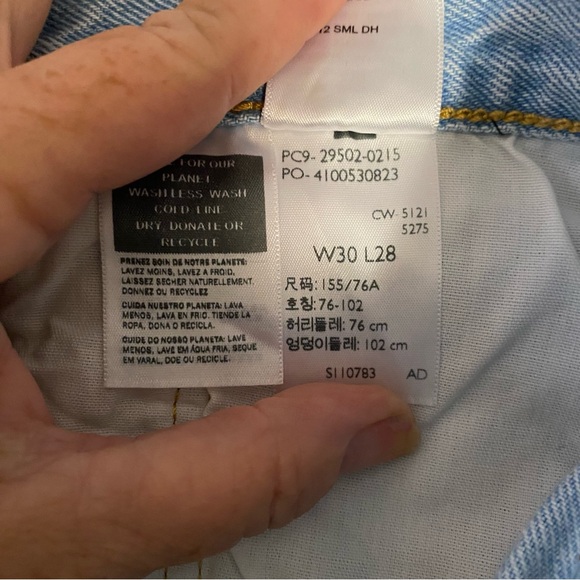 12 SML DH
FOR OUR
PLANET
WASH LESS, WASH
COLD, LINE
DRY, DONATE OR
RECYCLE
PRENEZ SOIN DE NOTRE PLANETE:
LAVEZ MOINS, LAVEZ A FROID,
LAISSEZ SECHER NATURELLEMENT,
DONNEZ OU RECYCLEZ
CUIDA NUESTRO PLANETA: LAVA
MENOS, LAVA EN FRIO, TIENDE LA
ROPA, DONA O RECICLA.
CUIDE DO NOSSO PLANETA: LAVE
MENOS, LAVE EM ÁGUA FRIA, SEQUE
EM VARAL, DOE OU RECICLE.
PC9- 29502-0215
PO- 4100530823
CW- 5121
5275
W30 L28
尺码: 155/76A
호칭: 76-102
허리둘레: 76 cm
엉덩이둘레: 102 cm
S110783 AD